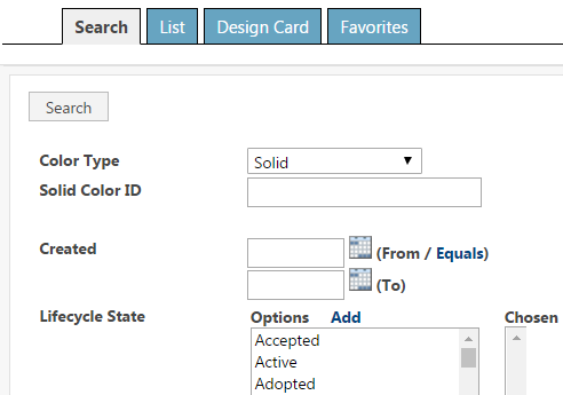 Search List Design Card Favorites
Search
Color Type Solid
Solid Color ID
Created (From / Equals)
(To)
Lifecycle State Options Add Chosen
Accepted
Active
Adopted